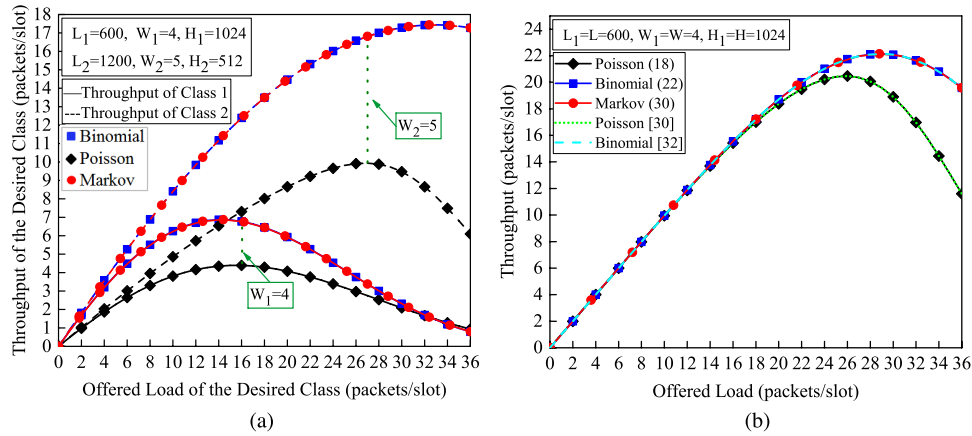 Throughput of the Desired Class (packets/slot)
18
17
16
15
14
13
12
11
10
9
8
7
6
5
4
3
2
1
0
L1=600, W1=4, H1=1024
L2=1200, W2=5, H2=512
Throughput of Class 1
Throughput of Class 2
Binomial
Poisson
Markov
W2=5
W1=4
0 2 4 6 8 10 12 14 16 18 20 22 24 26 28 30 32 34 36
Offered Load of the Desired Class (packets/slot)
(a)
Throughput (packets/slot)
22
20
18
16
14
12
10
8
6
4
2
0
L1=L=600, W1=W=4, H1=H=1024
Poisson (18)
Binomial (22)
Markov (30)
Poisson [30]
Binomial [32]
0 2 4 6 8 10 12 14 16 18 20 22 24 26 28 30 32 34 36
Offered Load (packets/slot)
(b)